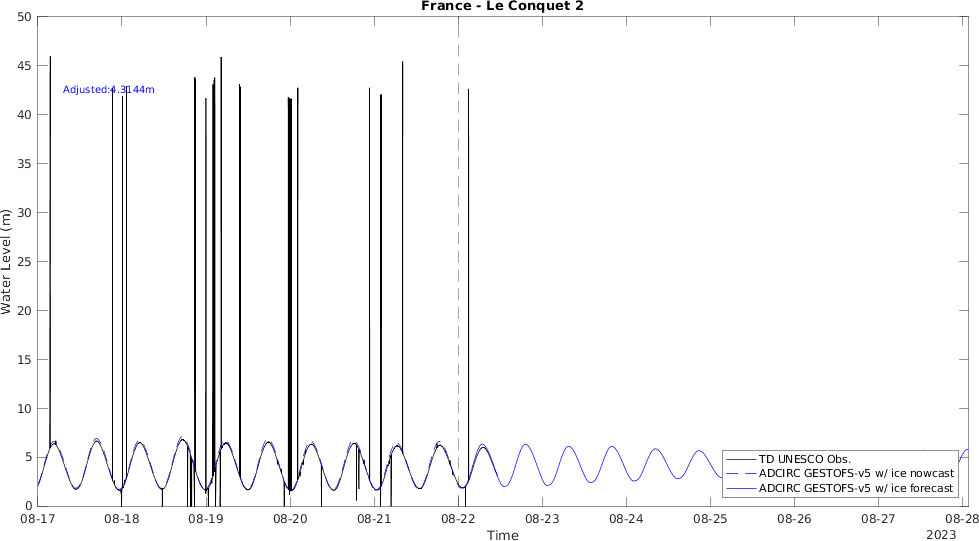 France - Le Conquet 2
50
45
40
35
30
25
20
15
10
5
0
Water Level (m)
Adjusted:4.3144m
TD UNESCO Obs.
ADCIRC GESTOFS-v5 w/ ice nowcast
ADCIRC GESTOFS-v5 w/ ice forecast
08-17 08-18 08-19 08-20 08-21 08-22 08-23 08-24 08-25 08-26 08-27 08-28
Time
2023